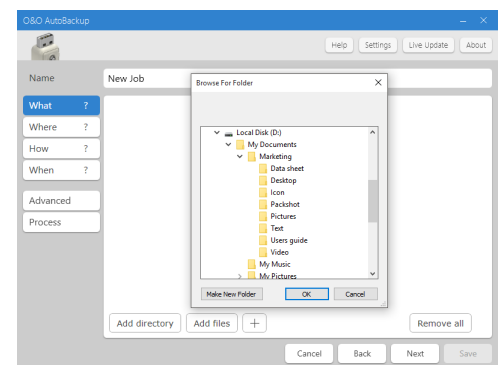 O&O AutoBackup
Help Settings Live Update About
Name New Job
Browse For Folder
What ?
Where ?
How ?
When ?
Advanced
Process
Local Disk (D:)
My Documents
Marketing
Data sheet
Desktop
Icon
Packshot
Pictures
Text
Users guide
Video
My Music
My Pictures
Make New Folder OK Cancel
Add directory Add files + Remove all
Cancel Back Next Save